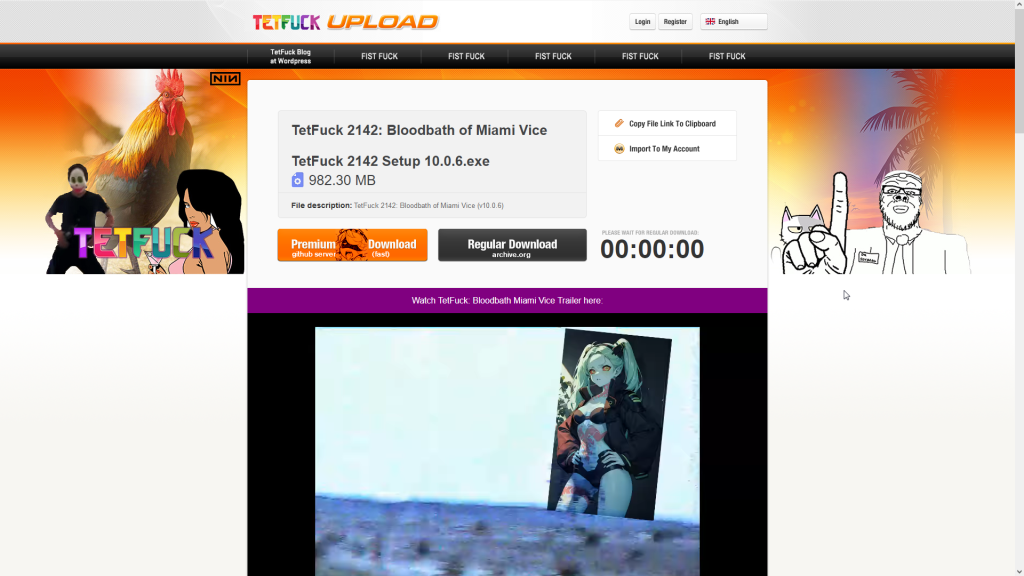 TETFUCK UPLOAD
Login
Register
English
TetFuck Blog
at Wordpress
FIST FUCK
FIST FUCK
FIST FUCK
FIST FUCK
FIST FUCK
NIN
TetFuck 2142: Bloodbath of Miami Vice
TetFuck 2142 Setup 10.0.6.exe
982.30 MB
File description: TetFuck 2142: Bloodbath of Miami Vice (v10.0.6)
Copy File Link To Clipboard
Import To My Account
Premium Download
github server (fast)
Regular Download
archive.org
PLEASE WAIT FOR REGULAR DOWNLOAD:
00:00:00
TETFUCK
Watch TetFuck: Bloodbath Miami Vice Trailer here: